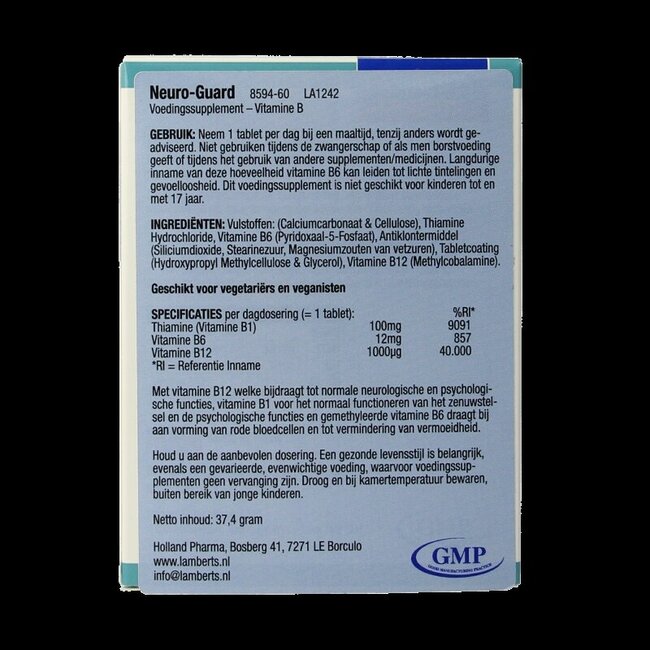 Neuro-Guard 8594-60 LA1242
Voedingssupplement – Vitamine B
GEBRUIK: Neem 1 tablet per dag bij een maaltijd, tenzij anders wordt ge-
adviseerd. Niet gebruiken tijdens de zwangerschap of als men borstvoeding
geeft of tijdens het gebruik van andere supplementen/medicijnen. Langdurige
inname van deze hoeveelheid vitamine B6 kan leiden tot lichte tintelingen en
gevoelloosheid. Dit voedingssupplement is niet geschikt voor kinderen tot en
met 17 jaar.
INGREDIËNTEN: Vulstoffen: (Calciumcarbonaat & Cellulose), Thiamine
Hydrochloride, Vitamine B6 (Pyridoxaal-5-Fosfaat), Antiklontermiddel
(Siliciumdioxide, Stearinezuur, Magnesiumzouten van vetzuren), Tabletcoating
(Hydroxypropyl Methylcellulose & Glycerol), Vitamine B12 (Methylcobalamine).
Geschikt voor vegetariërs en veganisten
SPECIFICATIES per dagdosering (= 1 tablet): %RI*
Thiamine (Vitamine B1) 100mg 9091
Vitamine B6 12mg 857
Vitamine B12 1000µg 40.000
*RI = Referentie Inname
Met vitamine B12 welke bijdraagt tot normale neurologische en psychologi-
sche functies, vitamine B1 voor het normaal functioneren van het zenuwstel-
sel en de psychologische functies en gemethyleerde vitamine B6 draagt bij
aan vorming van rode bloedcellen en tot vermindering van vermoeidheid.
Houd u aan de aanbevolen dosering. Een gezonde levensstijl is belangrijk,
evenals een gevarieerde, evenwichtige voeding, waarvoor voedingssup-
plementen geen vervanging zijn. Droog en bij kamertemperatuur bewaren,
buiten bereik van jonge kinderen.
Netto inhoud: 37,4 gram
Holland Pharma, Bosberg 41, 7271 LE Borculo
www.lamberts.nl
info@lamberts.nl
GMP
GOOD MANUFACTURING PRACTICE